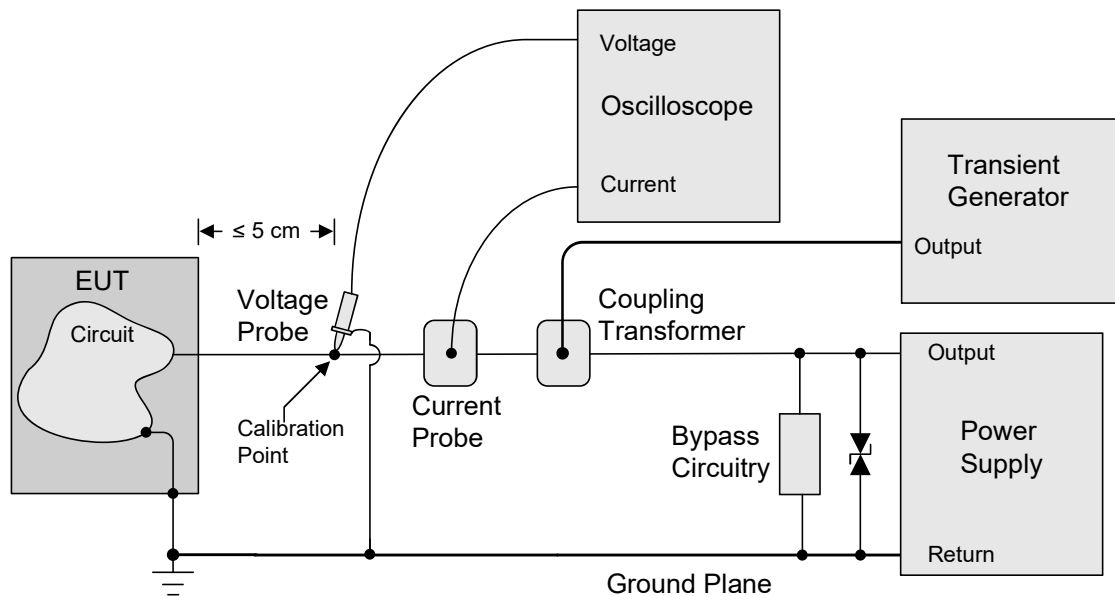 Voltage
Oscilloscope
Current
Transient
Generator
Output
≤ 5 cm
EUT
Circuit
Voltage
Probe
Coupling
Transformer
Calibration
Point
Current
Probe
Bypass
Circuitry
Output
Power
Supply
Return
Ground Plane